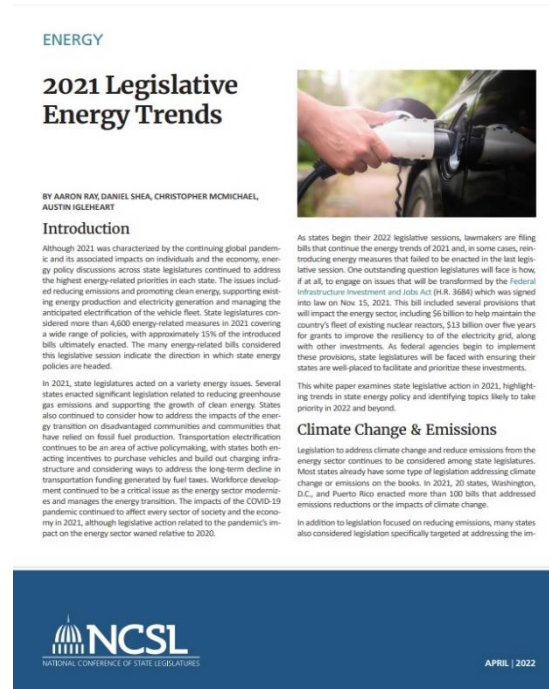 ENERGY
2021 Legislative
Energy Trends
BY AARON RAY, DANIEL SHEA, CHRISTOPHER MCMICHAEL,
AUSTIN IGLEHEART
Introduction
Although 2021 was characterized by the continuing global pandem-
ic and its associated impacts on individuals and the economy, ener-
gy policy discussions across state legislatures continued to address
the highest energy-related priorities in each state. The issues includ-
ed reducing emissions and promoting clean energy, supporting exist-
ing energy production and electricity generation and managing the
anticipated electrification of the vehicle fleet. State legislatures con-
sidered more than 4,600 energy-related measures in 2021 covering
a wide range of policies, with approximately 15% of the introduced
bills ultimately enacted. The many energy-related bills considered
this legislative session indicate the direction in which state energy
policies are headed.
In 2021, state legislatures acted on a variety energy issues. Several
states enacted significant legislation related to reducing greenhouse
gas emissions and supporting the growth of clean energy. States
also continued to consider how to address the impacts of the ener-
gy transition on disadvantaged communities and communities that
have relied on fossil fuel production. Transportation electrification
continues to be an area of active policymaking, with states both en-
acting incentives to purchase vehicles and build out charging infra-
structure and considering ways to address the long-term decline in
transportation funding generated by fuel taxes. Workforce develop-
ment continued to be a critical issue as the energy sector moderniz-
es and manages the energy transition. The impacts of the COVID-19
pandemic continued to affect every sector of society and the econo-
my in 2021, although legislative action related to the pandemic's im-
pact on the energy sector waned relative to 2020.
As states begin their 2022 legislative sessions, lawmakers are filing
bills that continue the energy trends of 2021 and, in some cases, rein-
troducing energy measures that failed to be enacted in the last legis-
lative session. One outstanding question legislatures will face is how,
if at all, to engage on issues that will be transformed by the Federal
Infrastructure Investment and Jobs Act (H.R. 3684) which was signed
into law on Nov. 15, 2021. This bill included several provisions that
will impact the energy sector, including $6 billion to help maintain the
country's fleet of existing nuclear reactors, $13 billion over five years
for grants to improve the resiliency to of the electricity grid, along
with other investments. As federal agencies begin to implement
these provisions, state legislatures will be faced with ensuring their
states are well-placed to facilitate and prioritize these investments.
This white paper examines state legislative action in 2021, highlight-
ing trends in state energy policy and identifying topics likely to take
priority in 2022 and beyond.
Climate Change & Emissions
Legislation to address climate change and reduce emissions from the
energy sector continues to be considered among state legislatures.
Most states already have some type of legislation addressing climate
change or emissions on the books. In 2021, 20 states, Washington,
D.C., and Puerto Rico enacted more than 100 bills that addressed
emissions reductions or the impacts of climate change.
In addition to legislation focused on reducing emissions, many states
also considered legislation specifically targeted at addressing the im-
NCSL
NATIONAL CONFERENCE OF STATE LEGISLATURES
APRIL | 2022